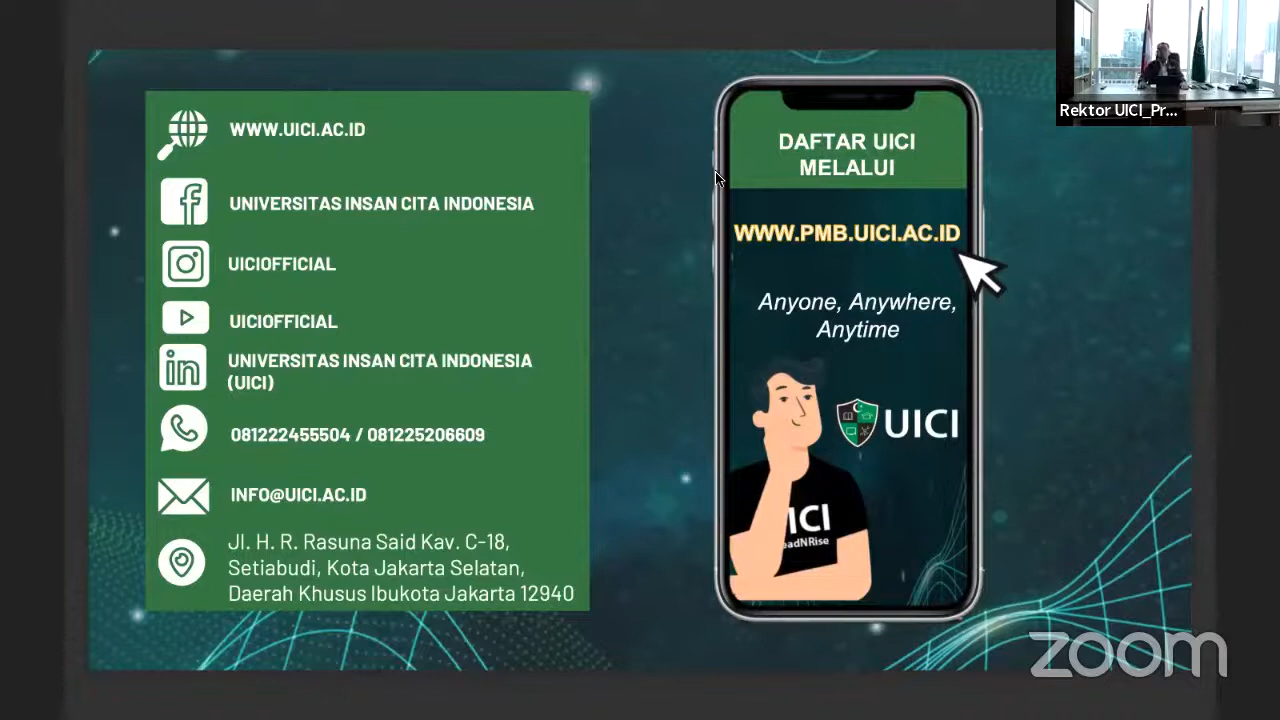 WWW.UICI.AC.ID
UNIVERSITAS INSAN CITA INDONESIA
UICIOFFICIAL
UICIOFFICIAL
UNIVERSITAS INSAN CITA INDONESIA
(UICI)
081222455504 / 081225206609
INFO@UICI.AC.ID
Jl. H. R. Rasuna Said Kav. C-18,
Setiabudi, Kota Jakarta Selatan,
Daerah Khusus Ibukota Jakarta 12940
DAFTAR UICI
MELALUI
WWW.PMB.UICI.AC.ID
Anyone, Anywhere,
Anytime
UICI
ICI
eadNRise
Rektor UICI_Pr...
zoom